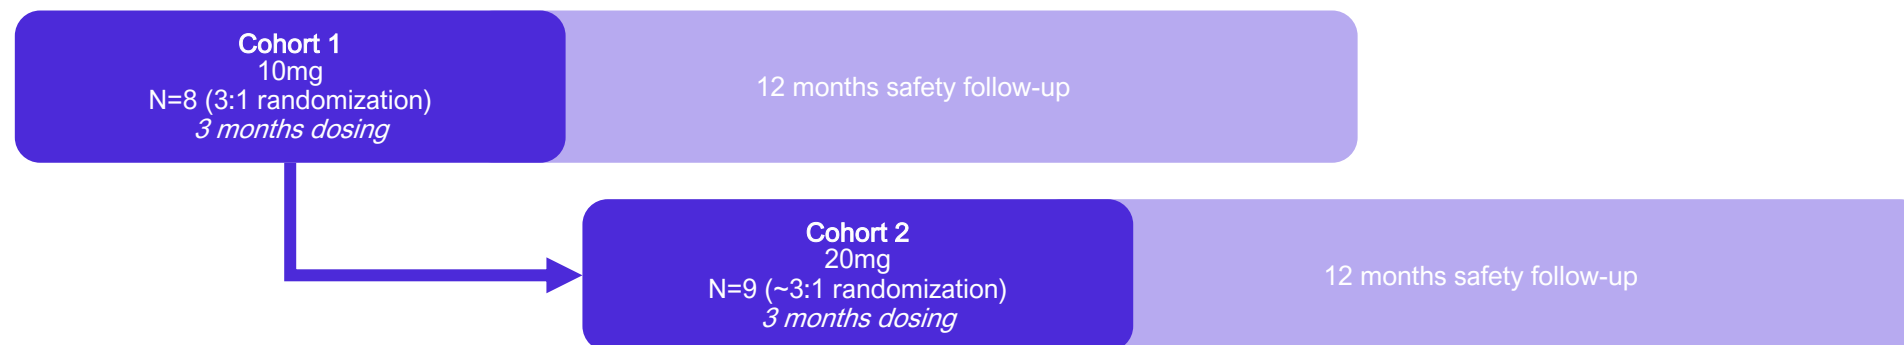 Cohort 1
10mg
N=8 (3:1 randomization)
3 months dosing
12 months safety follow-up
Cohort 2
20mg
N=9 (~3:1 randomization)
3 months dosing
12 months safety follow-up